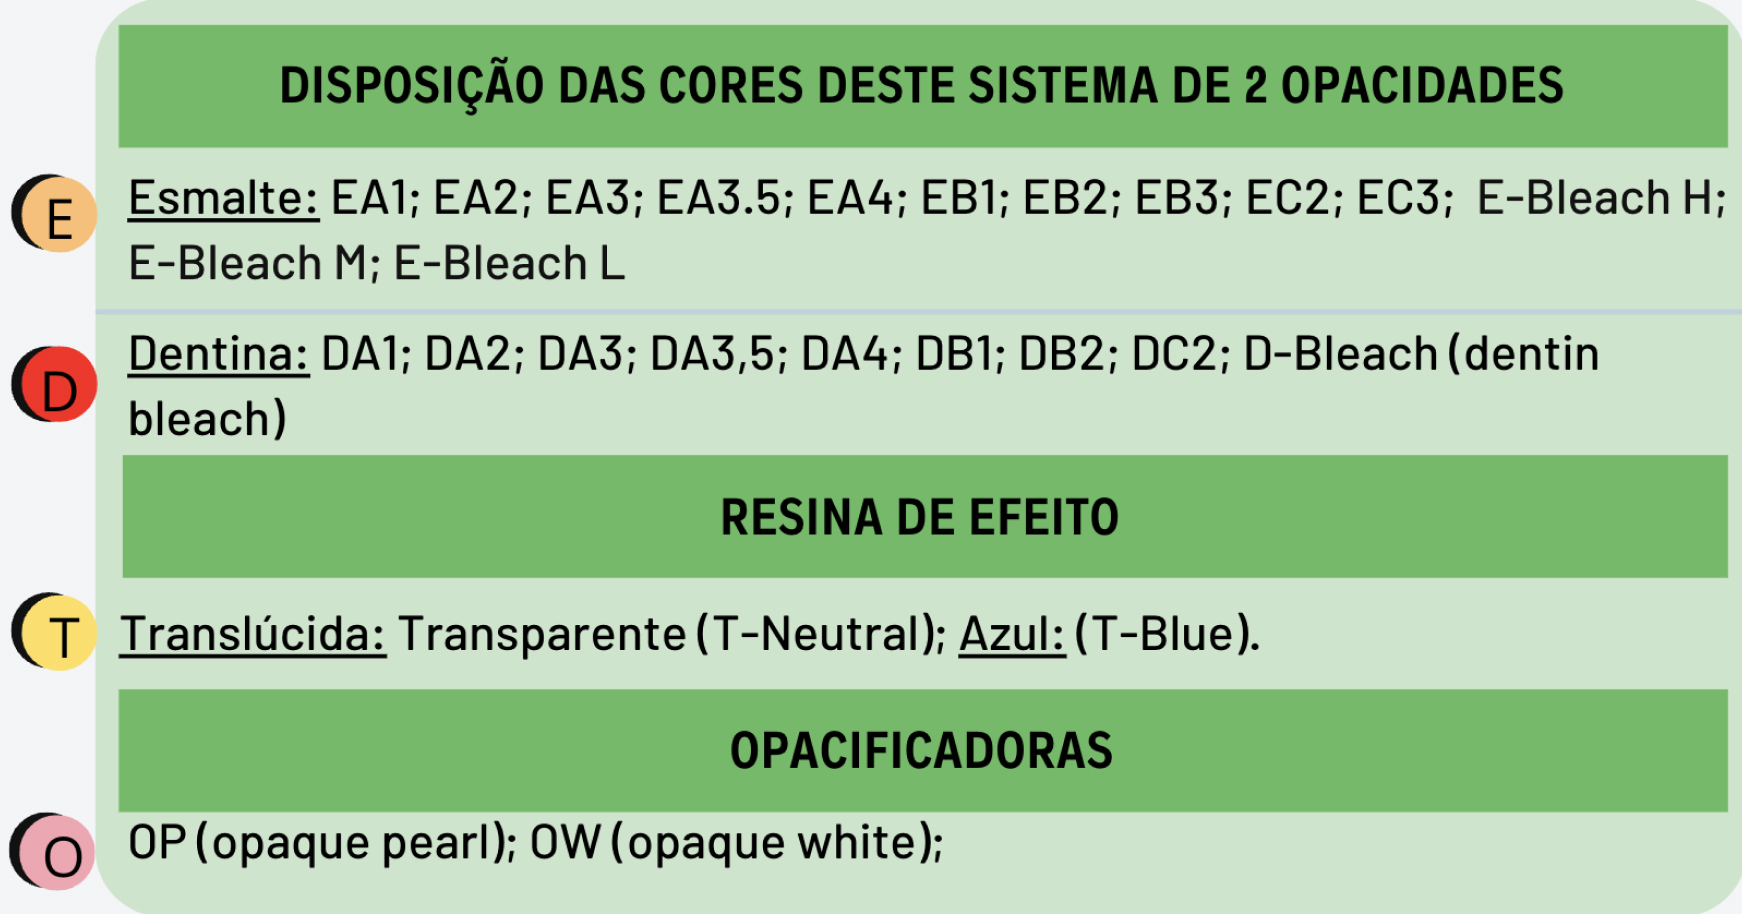 DISPOSIÇÃO DAS CORES DESTE SISTEMA DE 2 OPACIDADES
E
Esmalte: EA1; EA2; EA3; EA3.5; EA4; EB1; EB2; EB3; EC2; EC3; E-Bleach H;
E-Bleach M; E-Bleach L
D
Dentina: DA1; DA2; DA3; DA3,5; DA4; DB1; DB2; DC2; D-Bleach (dentin
bleach)
RESINA DE EFEITO
T
Translúcida: Transparente (T-Neutral); Azul: (T-Blue).
OPACIFICADORAS
O
OP (opaque pearl); OW (opaque white);